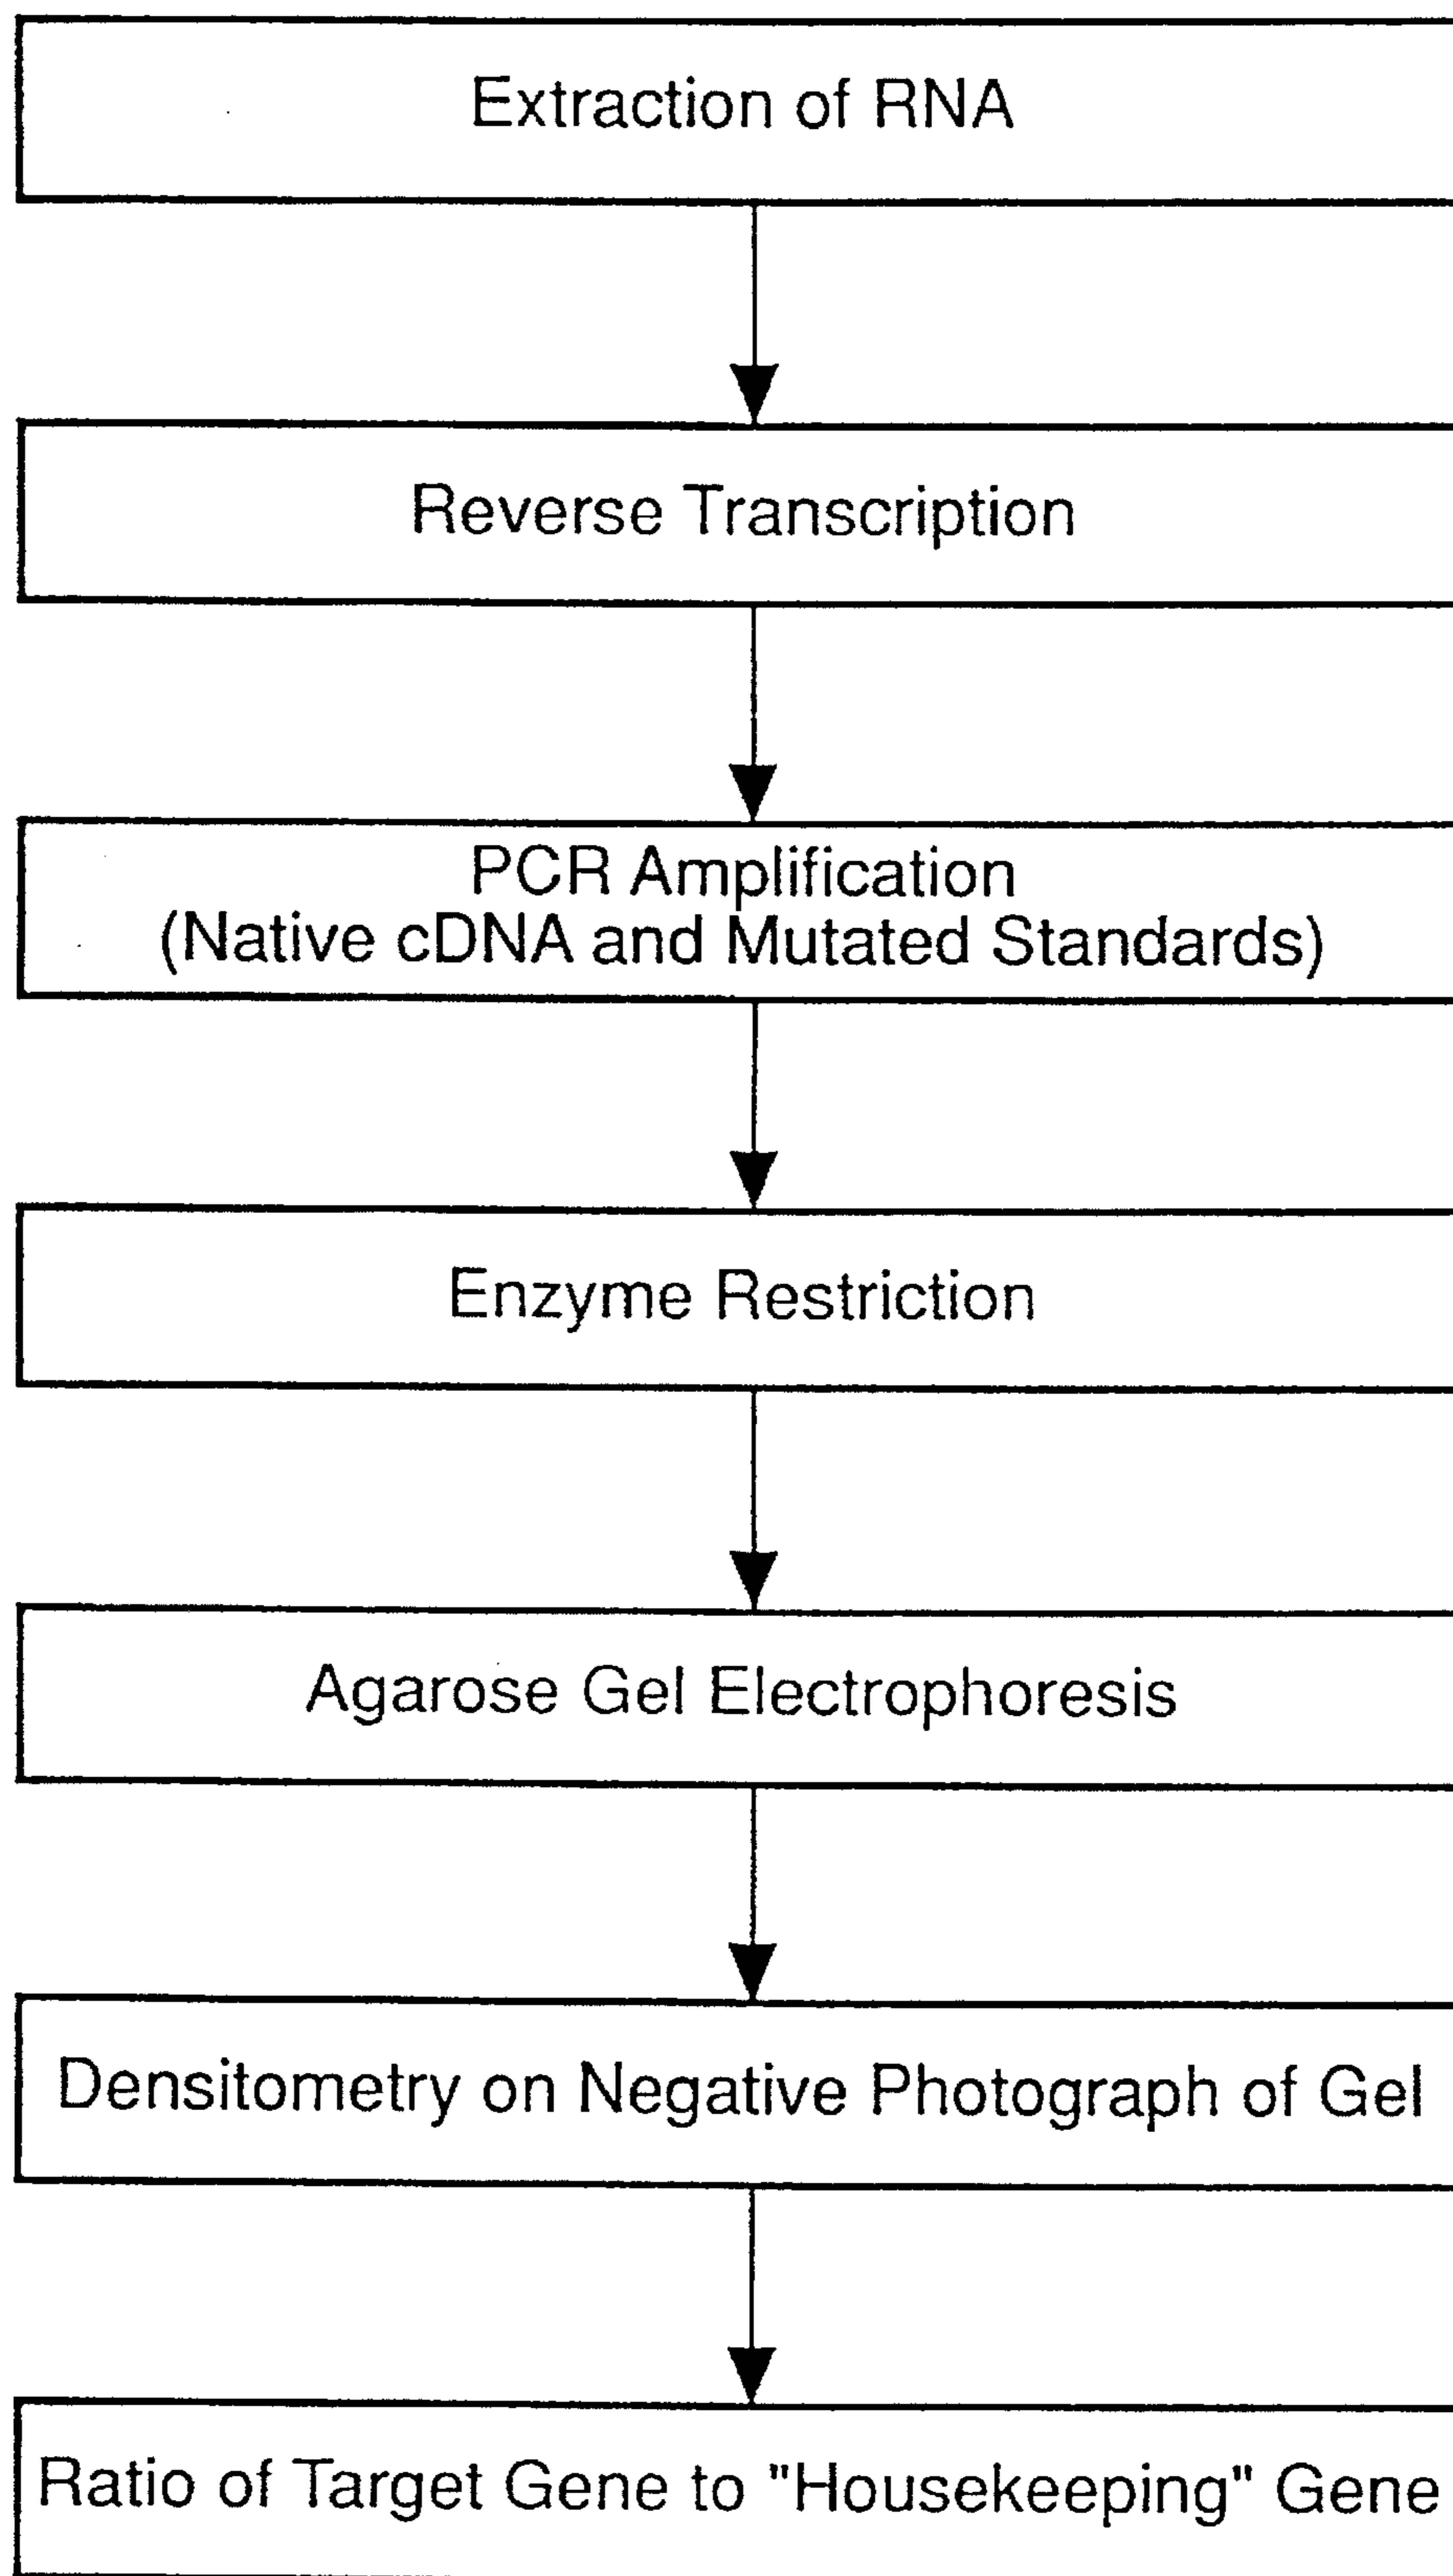 Extraction of RNA
Reverse Transcription
PCR Amplification
(Native cDNA and Mutated Standards)
Enzyme Restriction
Agarose Gel Electrophoresis
Densitometry on Negative Photograph of Gel
Ratio of Target Gene to "Housekeeping" Gene